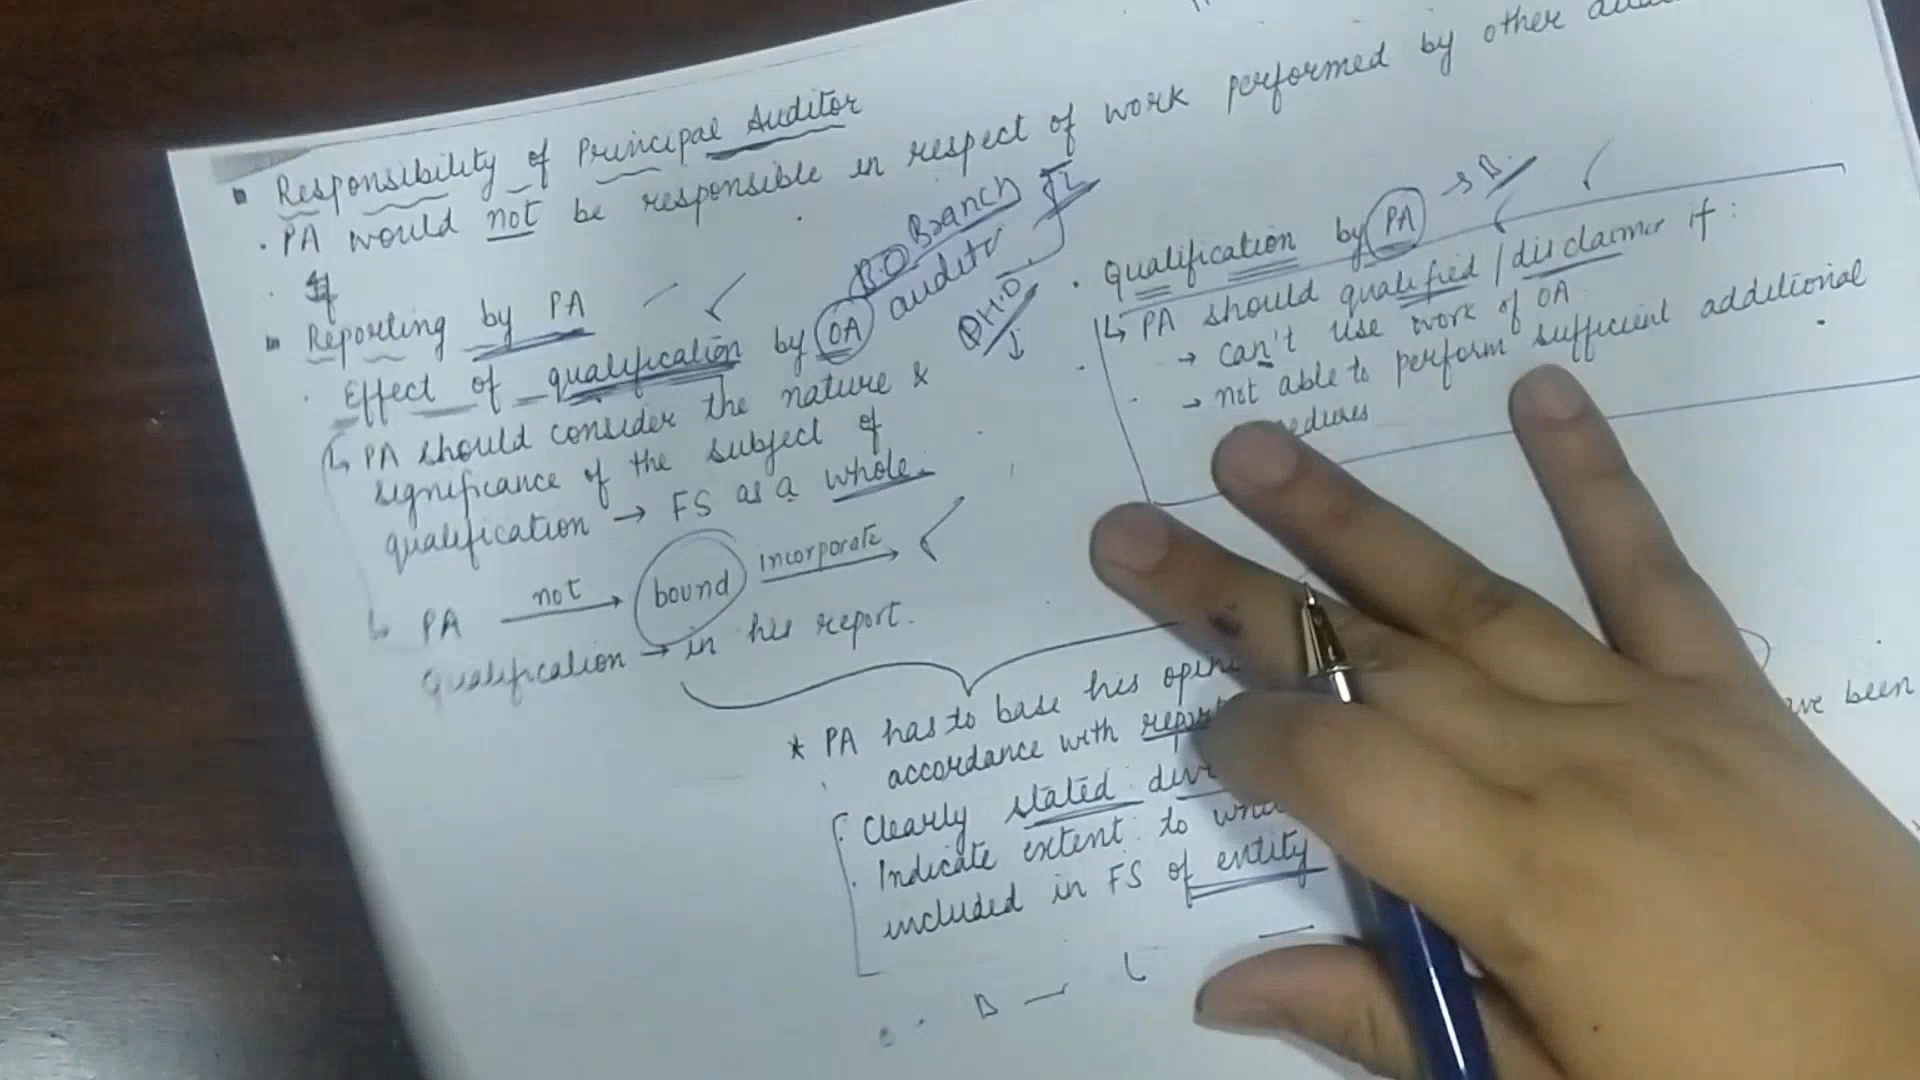 Responsibility of Principal Auditor
PA would not be responsible in respect of work performed by other
Reporting by PA
Effect of qualification by OA
B.O Branch
auditor
@H.O
PA should consider the nature &
significance of the subject of
qualification → FS as a whole
PA not → bound incorporate →
Qualification → in his report.
Qualification by PA → B.
PA should qualified / disclaimer if :
→ can't use work of OA
→ not able to perform sufficient additional
PA has to base his
accordance with
Clearly stated
Indicate extent to
included in FS of entity
been